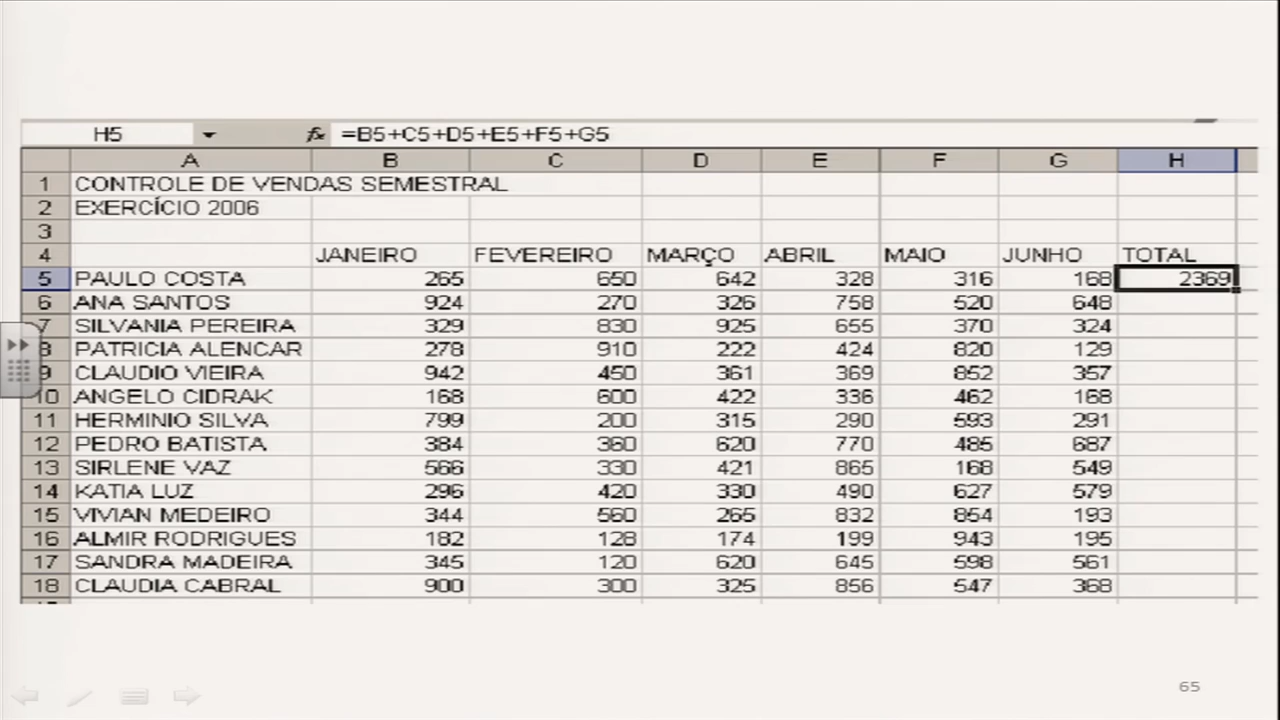 H5 fx =B5+C5+D5+E5+F5+G5
A B C D E F G H
1 CONTROLE DE VENDAS SEMESTRAL
2 EXERCÍCIO 2006
3
4 JANEIRO FEVEREIRO MARÇO ABRIL MAIO JUNHO TOTAL
5 PAULO COSTA 265 650 642 328 316 168 2369
6 ANA SANTOS 924 270 326 758 520 648
7 SILVANIA PEREIRA 329 830 925 655 370 324
8 PATRICIA ALENCAR 278 910 222 424 820 129
9 CLAUDIO VIEIRA 942 450 361 369 852 357
10 ANGELO CIDRAK 168 600 422 336 462 168
11 HERMINIO SILVA 799 200 315 290 593 291
12 PEDRO BATISTA 384 360 620 770 485 687
13 SIRLENE VAZ 566 330 421 865 168 549
14 KATIA LUZ 296 420 330 490 627 579
15 VIVIAN MEDEIRO 344 560 265 832 854 193
16 ALMIR RODRIGUES 182 128 174 199 943 195
17 SANDRA MADEIRA 345 120 620 645 598 561
18 CLAUDIA CABRAL 900 300 325 856 547 368
65